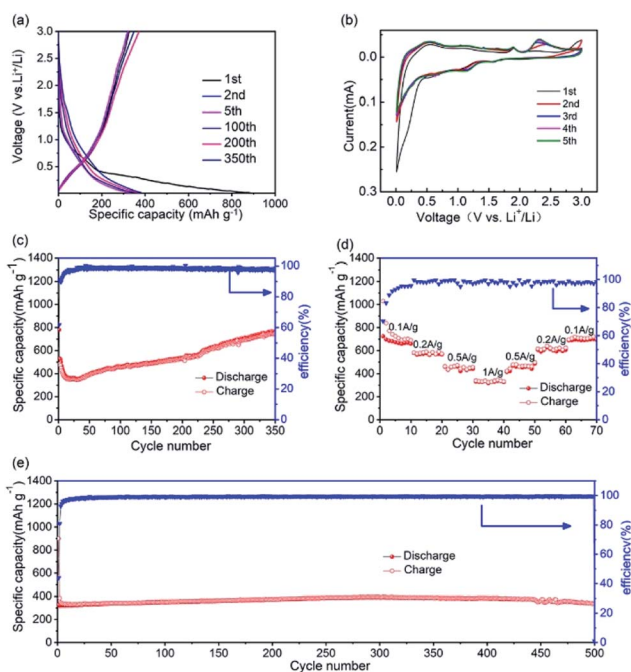 (a)
Voltage (V vs.Li⁺/Li)
3.0
2.5
2.0
1.5
1.0
0.5
0 200 400 600 800 1000
Specific capacity (mAh g⁻¹)
1st
2nd
5th
100th
200th
350th
(b)
Current(mA)
0.0
0.1
0.2
0.3
0.0 0.5 1.0 1.5 2.0 2.5 3.0
Voltage（V vs. Li⁺/Li)
1st
2nd
3rd
4th
5th
(c)
Specific capacity(mAh g⁻¹)
1400
1200
1000
800
600
400
200
0
0 50 100 150 200 250 300 350
Cycle number
Discharge
Charge
100
80
60
40
20
0
efficiency(%)
(d)
Specific capacity(mAh g⁻¹)
1400
1200
1000
800
600
400
200
0
0 10 20 30 40 50 60 70
Cycle number
0.1A/g
0.2A/g
0.5A/g
1A/g
0.5A/g
0.2A/g
0.1A/g
Discharge
Charge
100
80
60
40
20
0
efficiency(%)
(e)
Specific capacity(mAh g⁻¹)
1400
1200
1000
800
600
400
200
0
0 50 100 150 200 250 300 350 400 450 500
Cycle number
Discharge
Charge
100
80
60
40
20
0
efficiency(%)